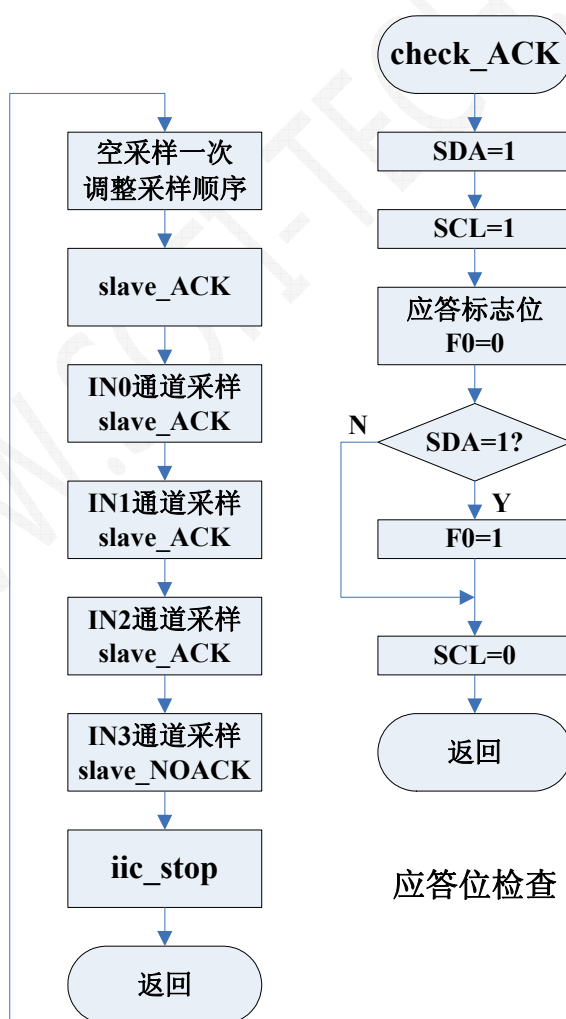 空采样一次
调整采样顺序
slave_ACK
IN0通道采样
slave_ACK
IN1通道采样
slave_ACK
IN2通道采样
slave_ACK
IN3通道采样
slave_NOACK
iic_stop
返回
check_ACK
SDA=1
SCL=1
应答标志位
F0=0
SDA=1?
N
Y
F0=1
SCL=0
返回
应答位检查